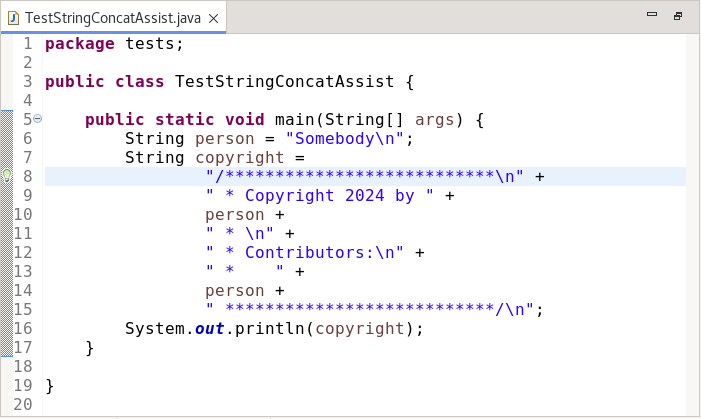 TestStringConcatAssist.java
1 package tests;
2
3 public class TestStringConcatAssist {
4
5     public static void main(String[] args) {
6         String person = "Somebody\n";
7         String copyright =
8                 "/***************************\n" +
9                 " * Copyright 2024 by " +
10                 person +
11                 " * \n" +
12                 " * Contributors:\n" +
13                 " *    " +
14                 person +
15                 " ***************************/\n";
16         System.out.println(copyright);
17     }
18
19 }
20